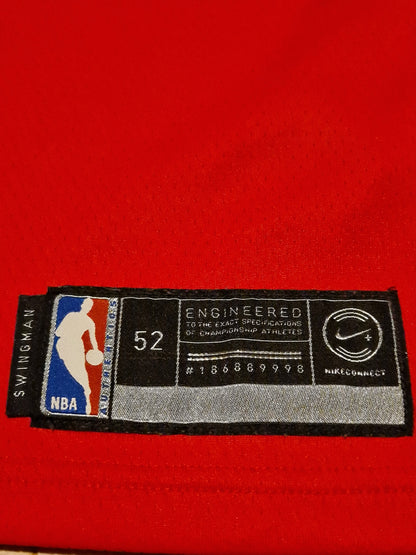 SWINGMAN
NBA
AUTHENTICS
52
ENGINEERED
TO THE EXACT SPECIFICATIONS
OF CHAMPIONSHIP ATHLETES
#186889998
NIKECONNECT